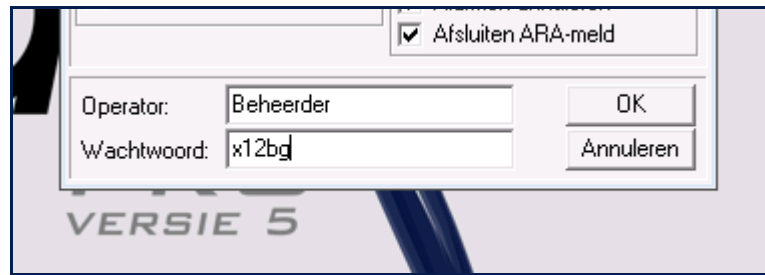 Afsluiten ARA-meld
Operator: Beheerder OK
Wachtwoord: x12bg Annuleren
VERSIE 5